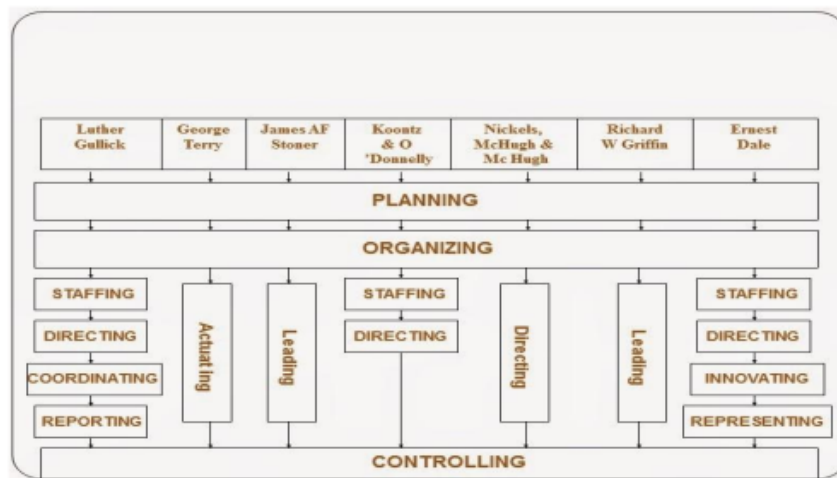 Luther
Gullick
George
Terry
James AF
Stoner
Koontz
& O
'Donnelly
Nickels,
McHugh &
Mc Hugh
Richard
W Griffin
Ernest
Dale
PLANNING
ORGANIZING
STAFFING
DIRECTING
COORDINATING
REPORTING
Actuating
Leading
STAFFING
DIRECTING
Directing
Leading
STAFFING
DIRECTING
INNOVATING
REPRESENTING
CONTROLLING